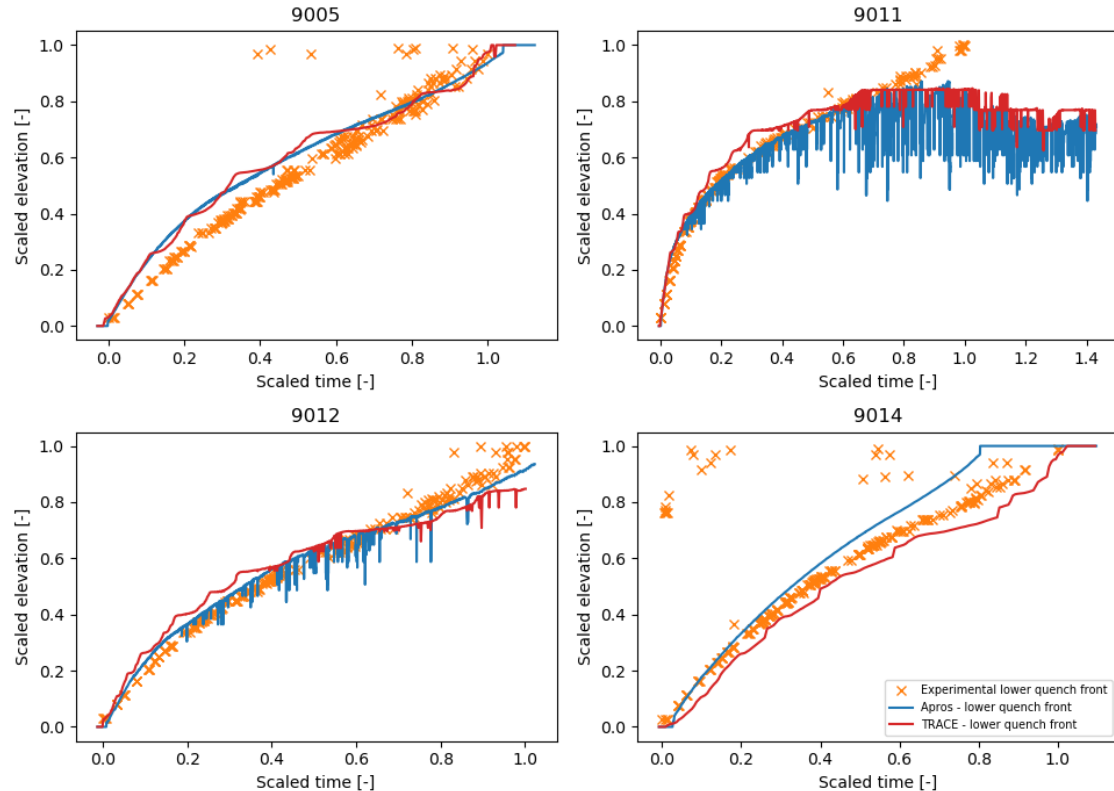 9005
1.0
0.8
0.6
0.4
0.2
0.0
Scaled elevation [-]
0.0 0.2 0.4 0.6 0.8 1.0
Scaled time [-]
9011
1.0
0.8
0.6
0.4
0.2
0.0
Scaled elevation [-]
0.0 0.2 0.4 0.6 0.8 1.0 1.2 1.4
Scaled time [-]
9012
1.0
0.8
0.6
0.4
0.2
0.0
Scaled elevation [-]
0.0 0.2 0.4 0.6 0.8 1.0
Scaled time [-]
9014
1.0
0.8
0.6
0.4
0.2
0.0
Scaled elevation [-]
0.0 0.2 0.4 0.6 0.8 1.0
Scaled time [-]
Experimental lower quench front
Apros - lower quench front
TRACE - lower quench front